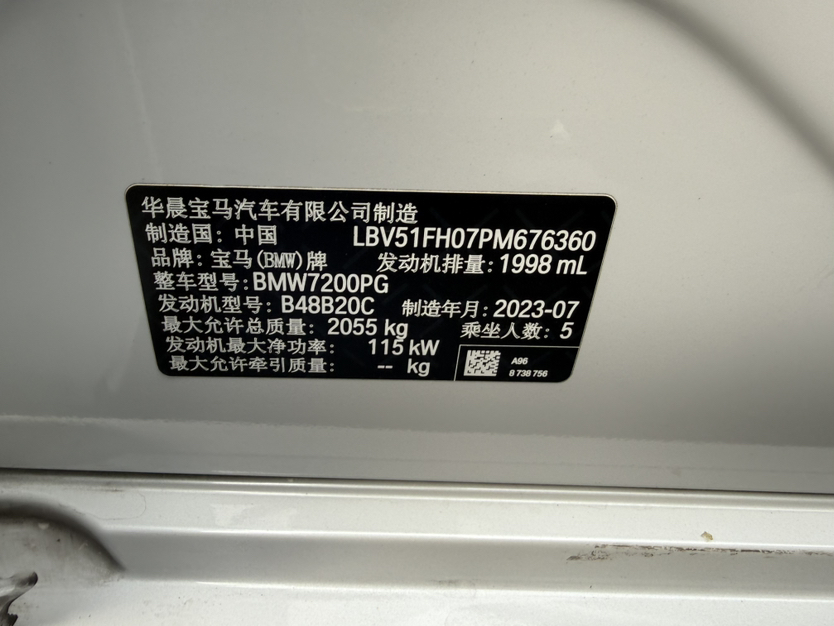 华晨宝马汽车有限公司制造
制造国: 中国 LBV51FH07PM676360
品牌: 宝马(BMW)牌 发动机排量: 1998 mL
整车型号: BMW7200PG
发动机型号: B48B20C 制造年月: 2023-07
最大允许总质量: 2055 kg 乘坐人数: 5
发动机最大净功率: 115 kW
最大允许牵引质量: -- kg
A96
8 738 756